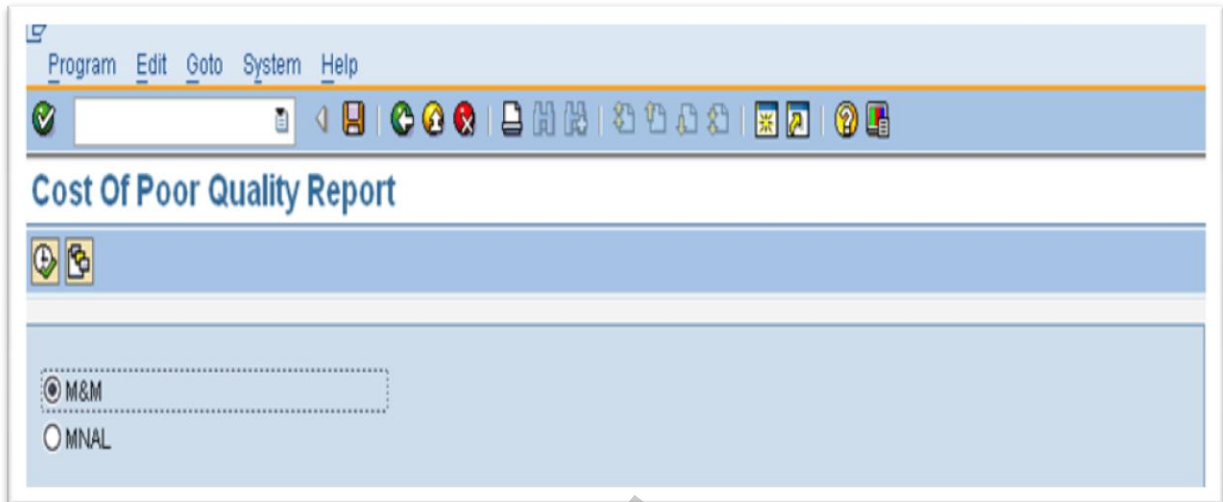 Program Edit Goto System Help
Cost Of Poor Quality Report
M&M
MNAL